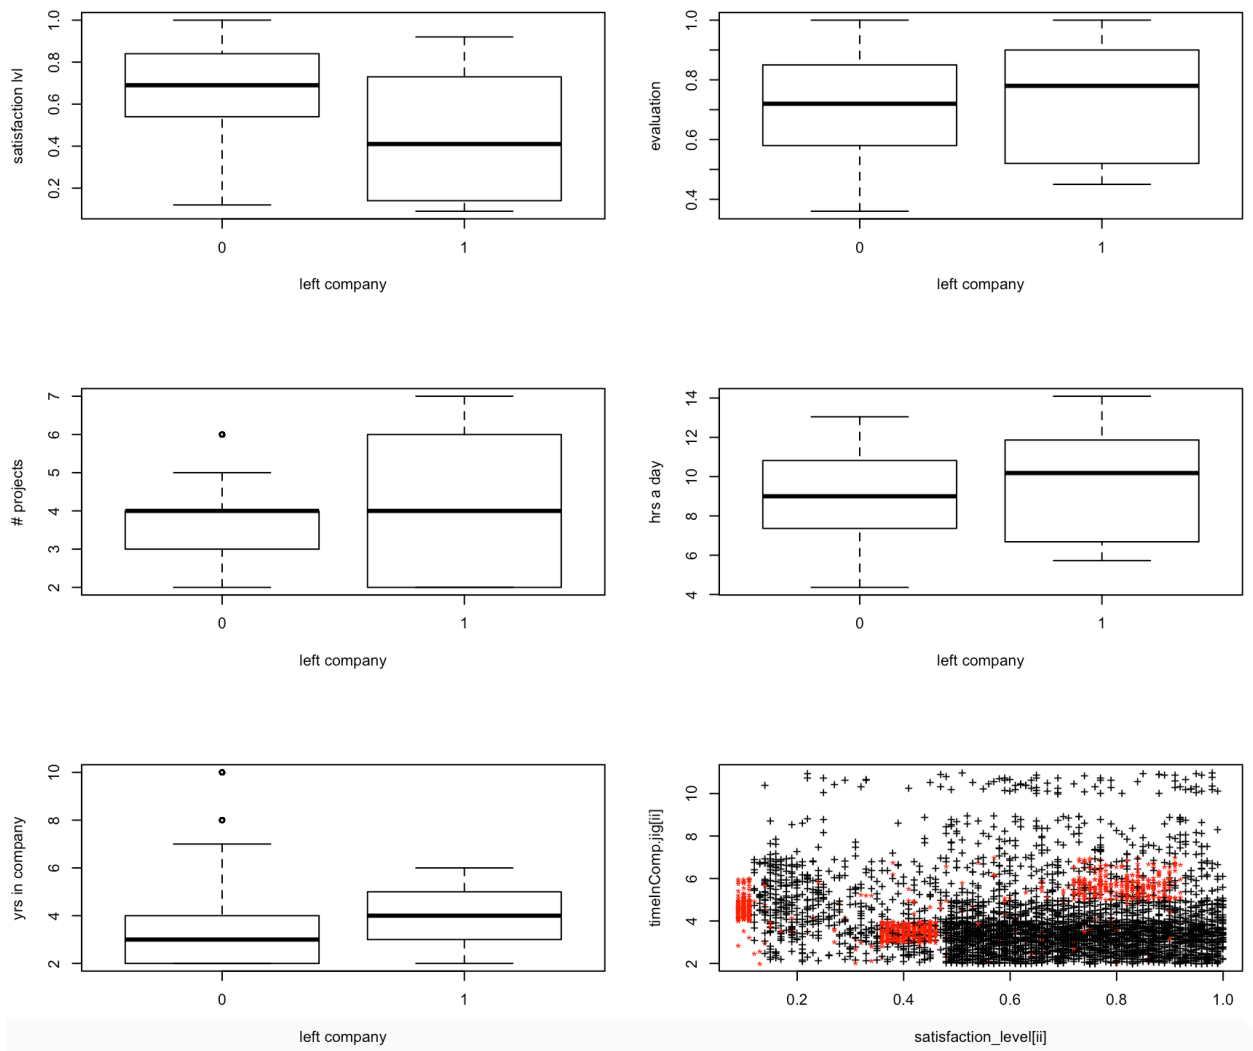 satisfaction lvl
0.2 0.4 0.6 0.8 1.0
0 1
left company
evaluation
0.4 0.6 0.8 1.0
0 1
left company
# projects
2 3 4 5 6 7
0 1
left company
hrs a day
4 6 8 10 12 14
0 1
left company
yrs in company
2 4 6 8 10
0 1
left company
timeInComp.jig[ii]
2 4 6 8 10
0.2 0.4 0.6 0.8 1.0
satisfaction_level[ii]